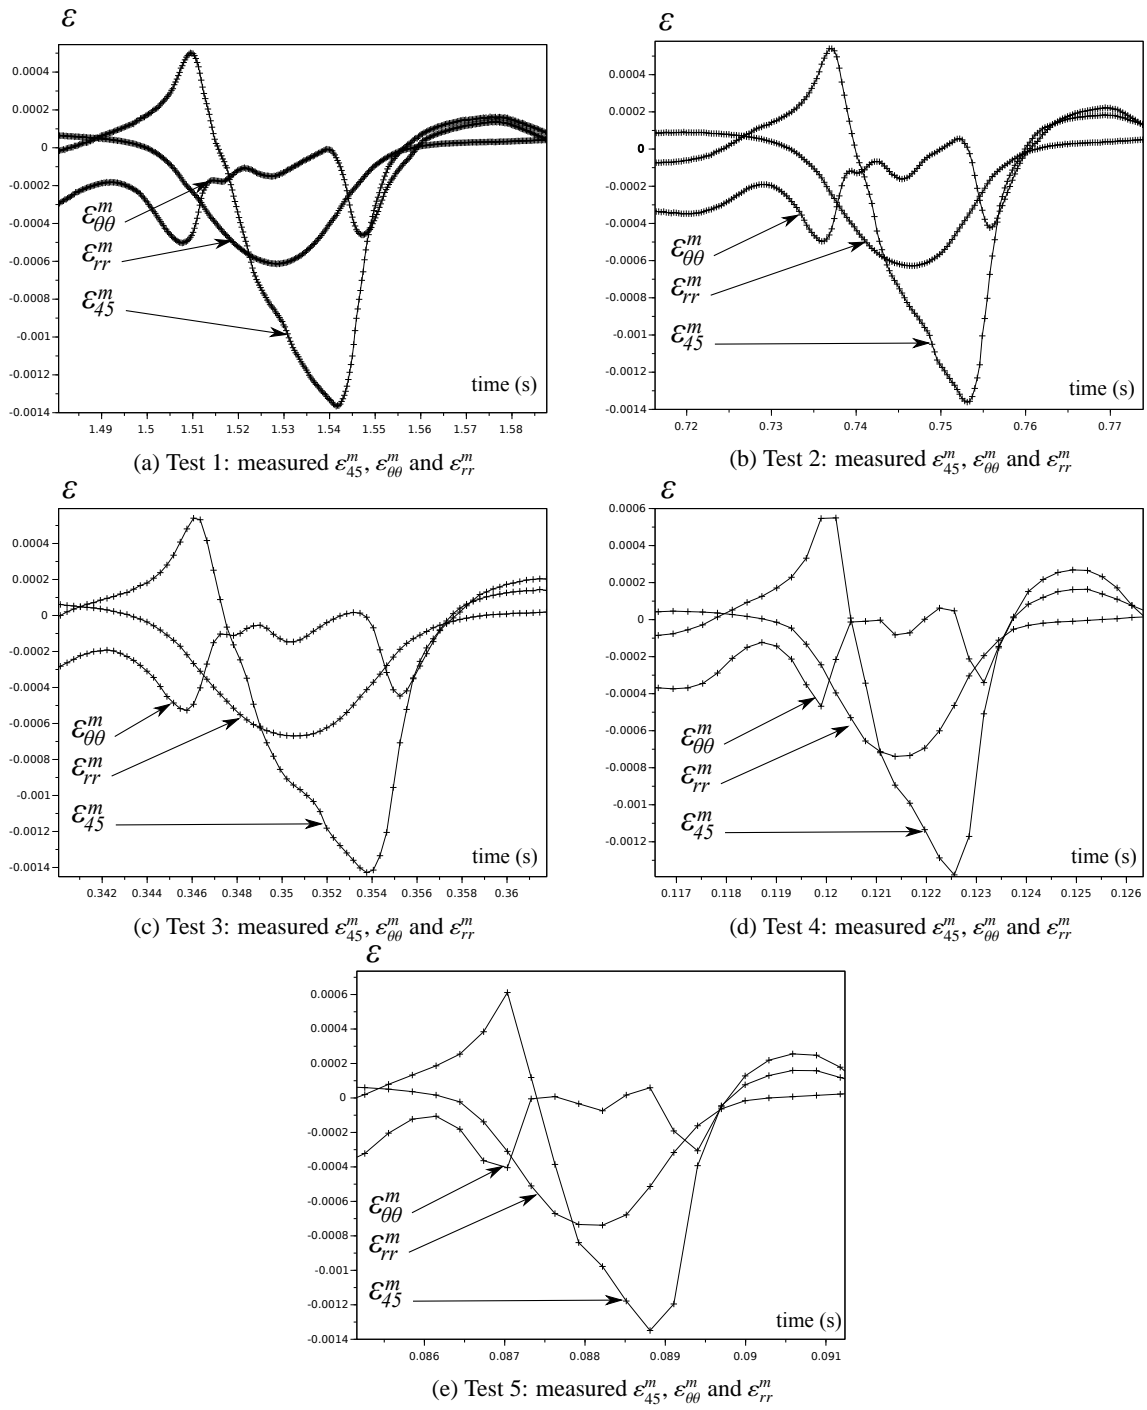 ε ε
0.0004
0.0002
0
-0.0002
-0.0004
-0.0006
-0.0008
-0.001
-0.0012
-0.0014
1.49 1.5 1.51 1.52 1.53 1.54 1.55 1.56 1.57 1.58
ε^m_θθ
ε^m_rr
ε^m_45
time (s)
(a) Test 1: measured ε^m_45, ε^m_θθ and ε^m_rr
0.0004
0.0002
0
-0.0002
-0.0004
-0.0006
-0.0008
-0.001
-0.0012
-0.0014
0.72 0.73 0.74 0.75 0.76 0.77
ε^m_θθ
ε^m_rr
ε^m_45
time (s)
(b) Test 2: measured ε^m_45, ε^m_θθ and ε^m_rr
ε ε
0.0004
0.0002
0
-0.0002
-0.0004
-0.0006
-0.0008
-0.001
-0.0012
-0.0014
0.342 0.344 0.346 0.348 0.35 0.352 0.354 0.356 0.358 0.36
ε^m_θθ
ε^m_rr
ε^m_45
time (s)
(c) Test 3: measured ε^m_45, ε^m_θθ and ε^m_rr
0.0006
0.0004
0.0002
0
-0.0002
-0.0004
-0.0006
-0.0008
-0.001
-0.0012
0.117 0.118 0.119 0.12 0.121 0.122 0.123 0.124 0.125 0.126
ε^m_θθ
ε^m_rr
ε^m_45
time (s)
(d) Test 4: measured ε^m_45, ε^m_θθ and ε^m_rr
ε
0.0006
0.0004
0.0002
0
-0.0002
-0.0004
-0.0006
-0.0008
-0.001
-0.0012
-0.0014
0.086 0.087 0.088 0.089 0.09 0.091
ε^m_θθ
ε^m_rr
ε^m_45
time (s)
(e) Test 5: measured ε^m_45, ε^m_θθ and ε^m_rr